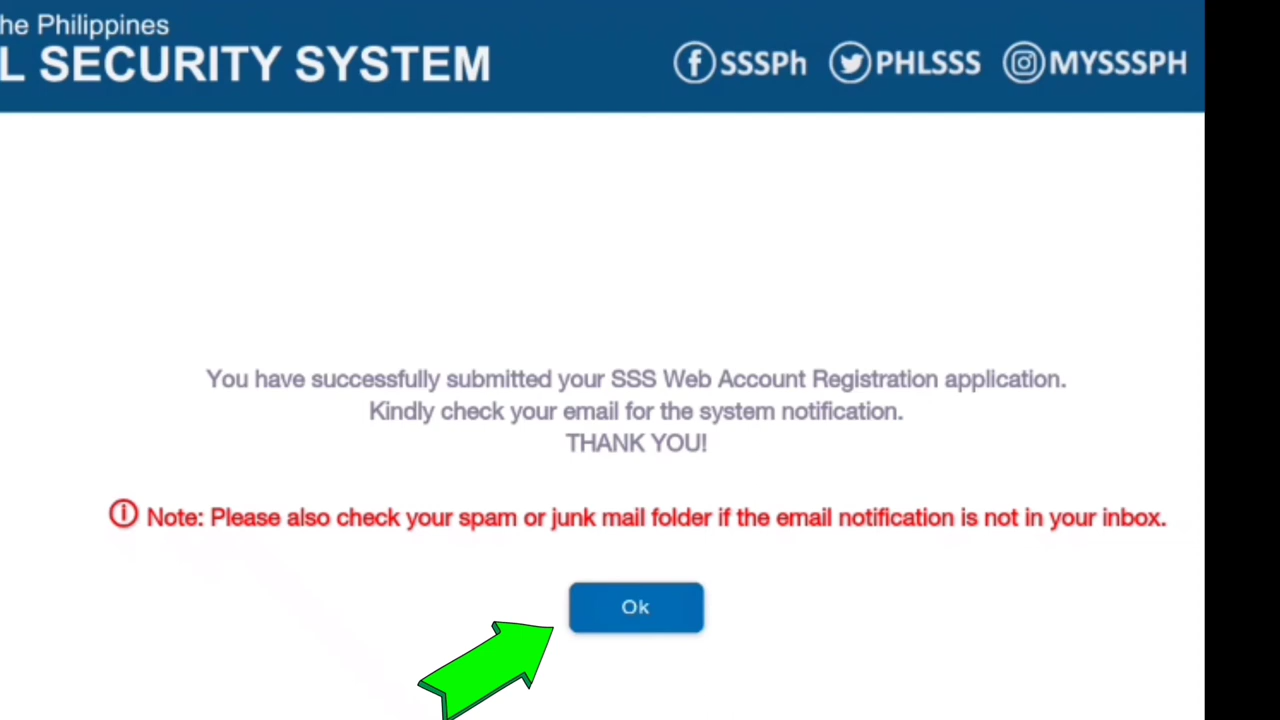 he Philippines
L SECURITY SYSTEM
SSSPh PHLSSS MYSSSPH
You have successfully submitted your SSS Web Account Registration application.
Kindly check your email for the system notification.
THANK YOU!
Note: Please also check your spam or junk mail folder if the email notification is not in your inbox.
Ok